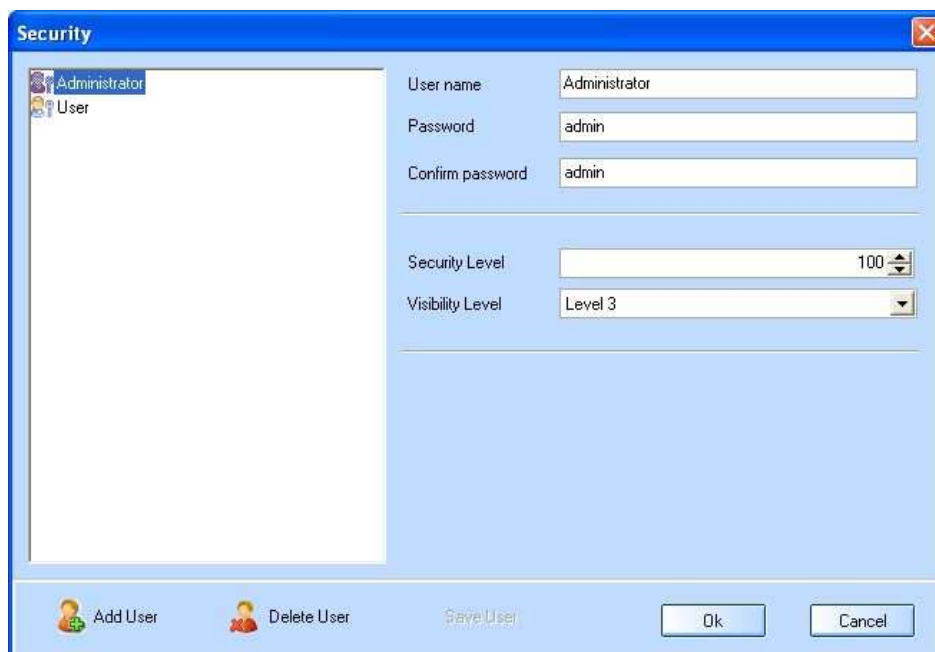 Security
Administrator
User
User name
Administrator
Password
admin
Confirm password
admin
Security Level
100
Visibility Level
Level 3
Add User
Delete User
Save User
Ok
Cancel